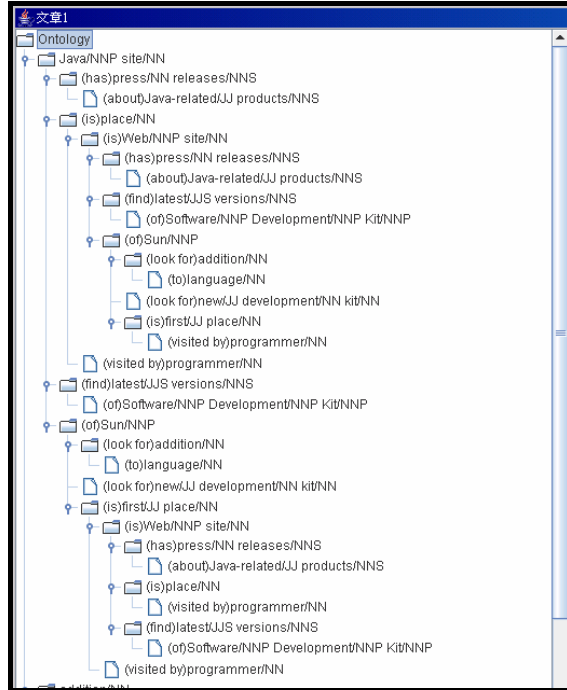 文章1
Ontology
Java/NNP site/NN
(has)press/NN releases/NNS
(about)Java-related/JJ products/NNS
(is)place/NN
(is)Web/NNP site/NN
(has)press/NN releases/NNS
(about)Java-related/JJ products/NNS
(find)latest/JJS versions/NNS
(of)Software/NNP Development/NNP Kit/NNP
(of)Sun/NNP
(look for)addition/NN
(to)language/NN
(look for)new/JJ development/NN kit/NN
(is)first/JJ place/NN
(visited by)programmer/NN
(visited by)programmer/NN
(find)latest/JJS versions/NNS
(of)Software/NNP Development/NNP Kit/NNP
(of)Sun/NNP
(look for)addition/NN
(to)language/NN
(look for)new/JJ development/NN kit/NN
(is)first/JJ place/NN
(is)Web/NNP site/NN
(has)press/NN releases/NNS
(about)Java-related/JJ products/NNS
(is)place/NN
(visited by)programmer/NN
(find)latest/JJS versions/NNS
(of)Software/NNP Development/NNP Kit/NNP
(visited by)programmer/NN
addition/NN